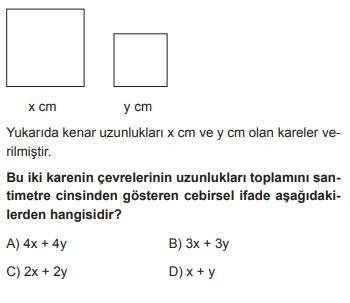 x cm y cm
Yukarıda kenar uzunlukları x cm ve y cm olan kareler ve-
rilmiştir.
Bu iki karenin çevrelerinin uzunlukları toplamını san-
timetre cinsinden gösteren cebirsel ifade aşağıdaki-
lerden hangisidir?
A) 4x + 4y B) 3x + 3y
C) 2x + 2y D) x + y